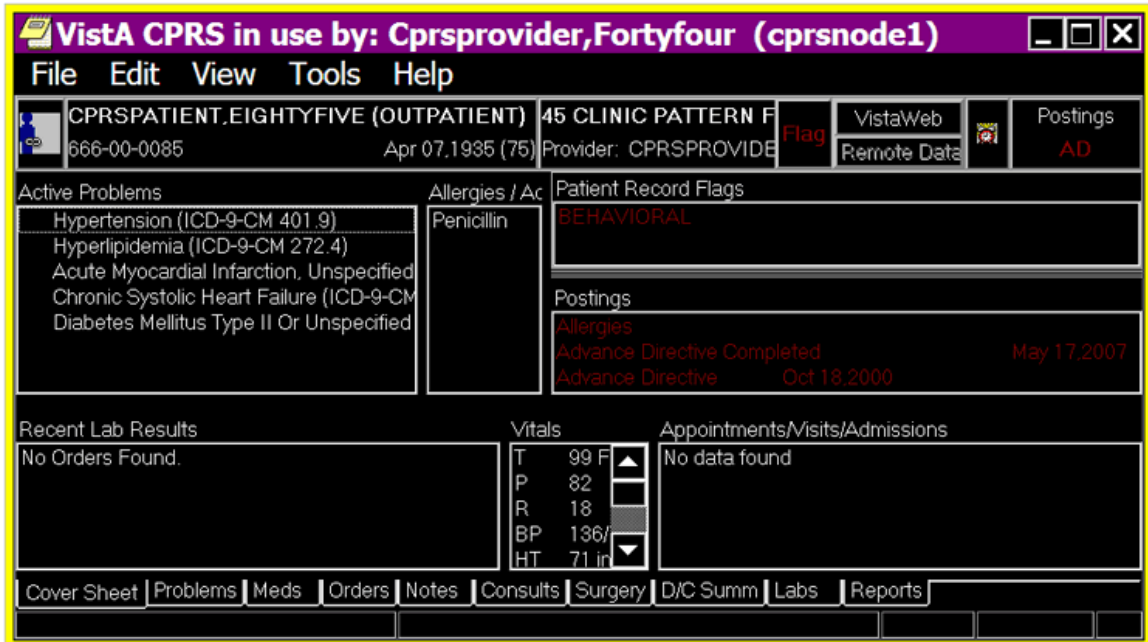 VistA CPRS in use by: Cprsprovider,Fortyfour (cprsnode1)
File Edit View Tools Help
CPRSPATIENT,EIGHTYFIVE (OUTPATIENT)
666-00-0085 Apr 07,1935 (75)
45 CLINIC PATTERN F
Provider: CPRSPROVIDE
Flag
VistaWeb
Remote Data
Postings
AD
Active Problems
Hypertension (ICD-9-CM 401.9)
Hyperlipidemia (ICD-9-CM 272.4)
Acute Myocardial Infarction, Unspecified
Chronic Systolic Heart Failure (ICD-9-CM
Diabetes Mellitus Type II Or Unspecified
Allergies / Ac
Penicillin
Patient Record Flags
BEHAVIORAL
Postings
Allergies
Advance Directive Completed May 17,2007
Advance Directive Oct 18,2000
Recent Lab Results
No Orders Found.
Vitals
T 99 F
P 82
R 18
BP 136/
HT 71 in
Appointments/Visits/Admissions
No data found
Cover Sheet Problems Meds Orders Notes Consults Surgery D/C Summ Labs Reports